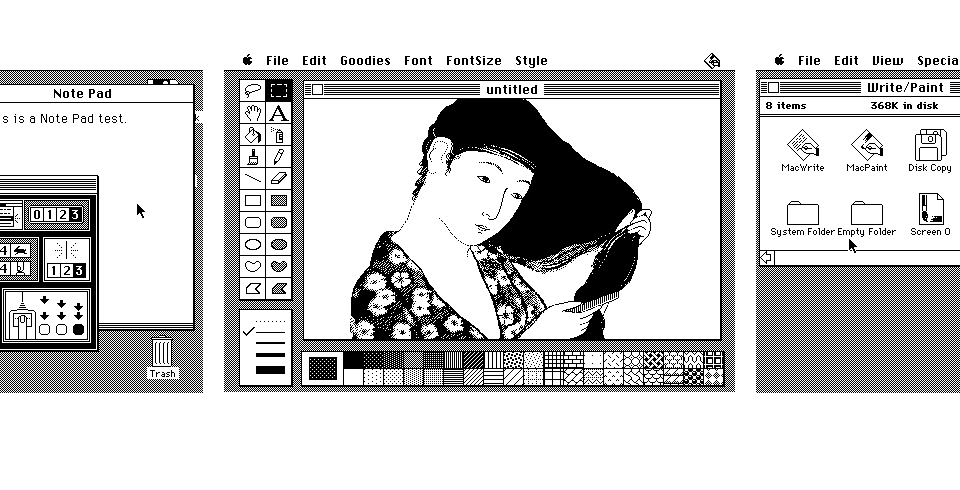 Note Pad
s is a Note Pad test.
k
0 1 2 3
4
4
1 2 3
Trash
File Edit Goodies Font FontSize Style
untitled
A
File Edit View Specia
Write/Paint
8 items 368K in disk
MacWrite MacPaint Disk Copy
System Folder Empty Folder Screen 0